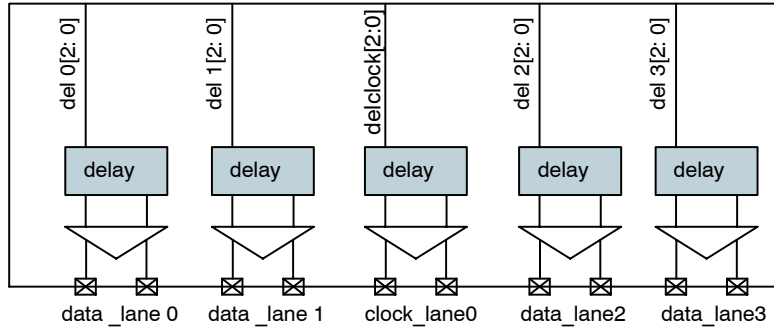 del 0[2: 0]
del 1[2: 0]
delclock[2:0]
del 2[2: 0]
del 3[2: 0]
delay
delay
delay
delay
delay
data _lane 0
data _lane 1
clock_lane0
data_lane2
data_lane3